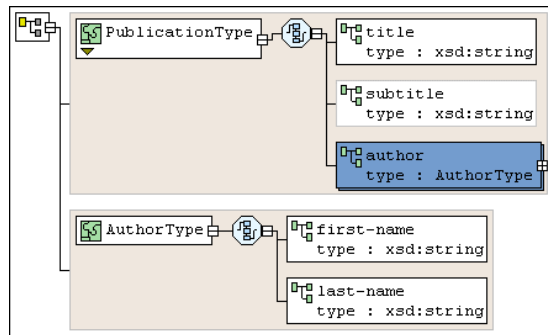 PublicationType
title
type : xsd:string
subtitle
type : xsd:string
author
type : AuthorType
AuthorType
first-name
type : xsd:string
last-name
type : xsd:string